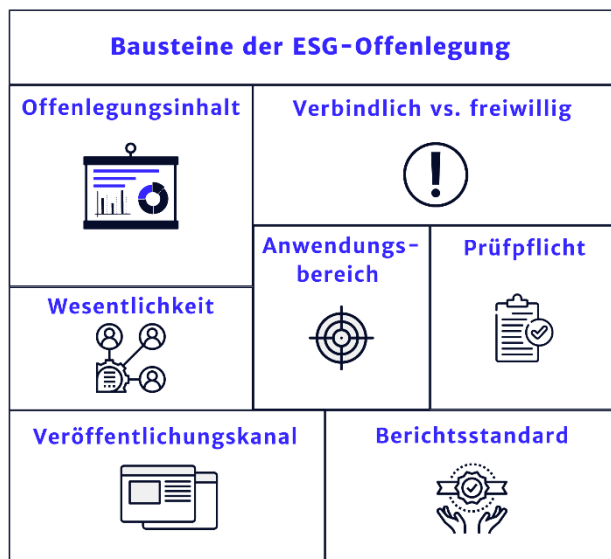 Bausteine der ESG-Offenlegung
Offenlegungsinhalt
Verbindlich vs. freiwillig
Anwendungs-
bereich
Prüfpflicht
Wesentlichkeit
Veröffentlichungskanal
Berichtsstandard